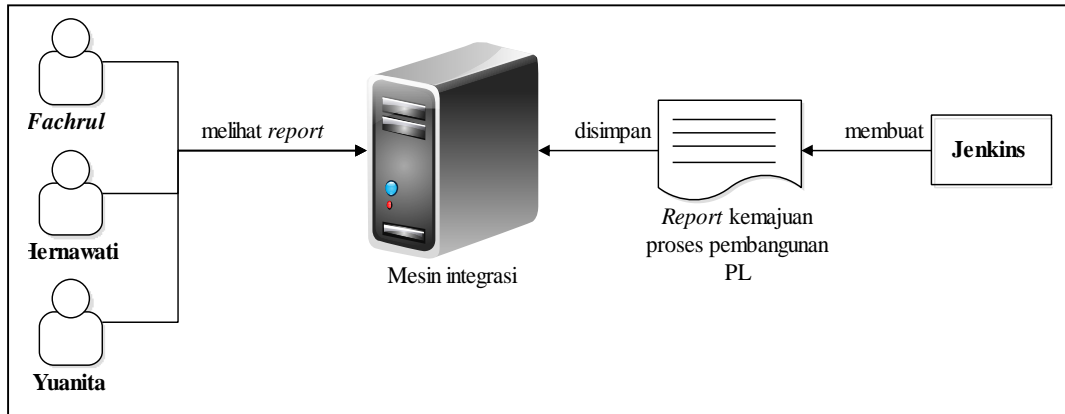 Fachrul
melihat report
disimpan
membuat
Jenkins
Hernawati
Report kemajuan
proses pembangunan
PL
Mesin integrasi
Yuanita